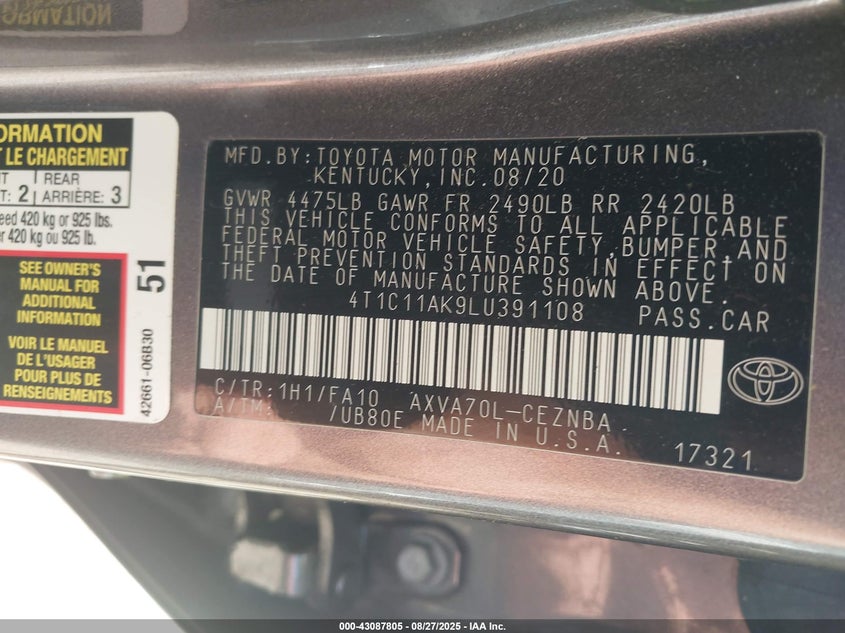 ORMATION
T LE CHARGEMENT
NT
T: 2
REAR
ARRIÈRE: 3
eed 420 kg or 925 lbs.
r 420 kg ou 925 lb.
SEE OWNER'S
MANUAL FOR
ADDITIONAL
INFORMATION
VOIR LE MANUEL
DE L'USAGER
POUR PLUS DE
RENSEIGNEMENTS
51
42661-06B30
MFD.BY:TOYOTA MOTOR MANUFACTURING,
KENTUCKY,INC.08/20
GVWR 4475LB GAWR FR 2490LB RR 2420LB
THIS VEHICLE CONFORMS TO ALL APPLICABLE
FEDERAL MOTOR VEHICLE SAFETY,BUMPER,AND
THEFT PREVENTION STANDARDS IN EFFECT ON
THE DATE OF MANUFACTURE SHOWN ABOVE.
4T1C11AK9LU391108 PASS.CAR
C/TR:1H1/FA10 AXVA70L-CEZNBA
A/TM: /UB80E MADE IN U.S.A.
17321
000-43087805 - 08/27/2025 - IAA Inc.